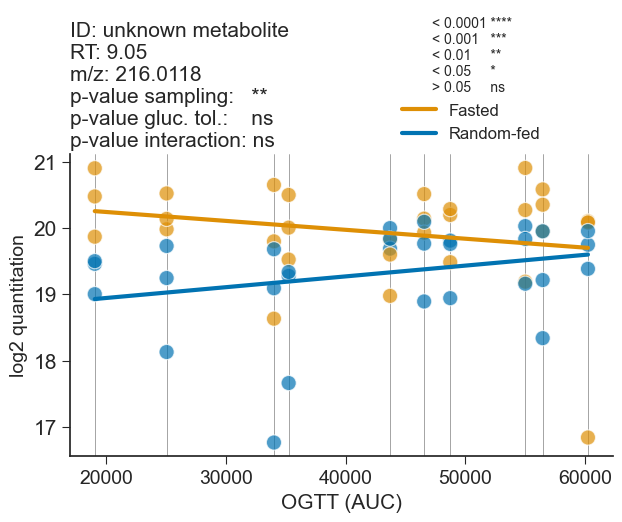 ID: unknown metabolite
RT: 9.05
m/z: 216.0118
p-value sampling: **
p-value gluc. tol.: ns
p-value interaction: ns
< 0.0001 ****
< 0.001 ***
< 0.01 **
< 0.05 *
> 0.05 ns
Fasted
Random-fed
21
20
19
18
17
log2 quantitation
20000 30000 40000 50000 60000
OGTT (AUC)